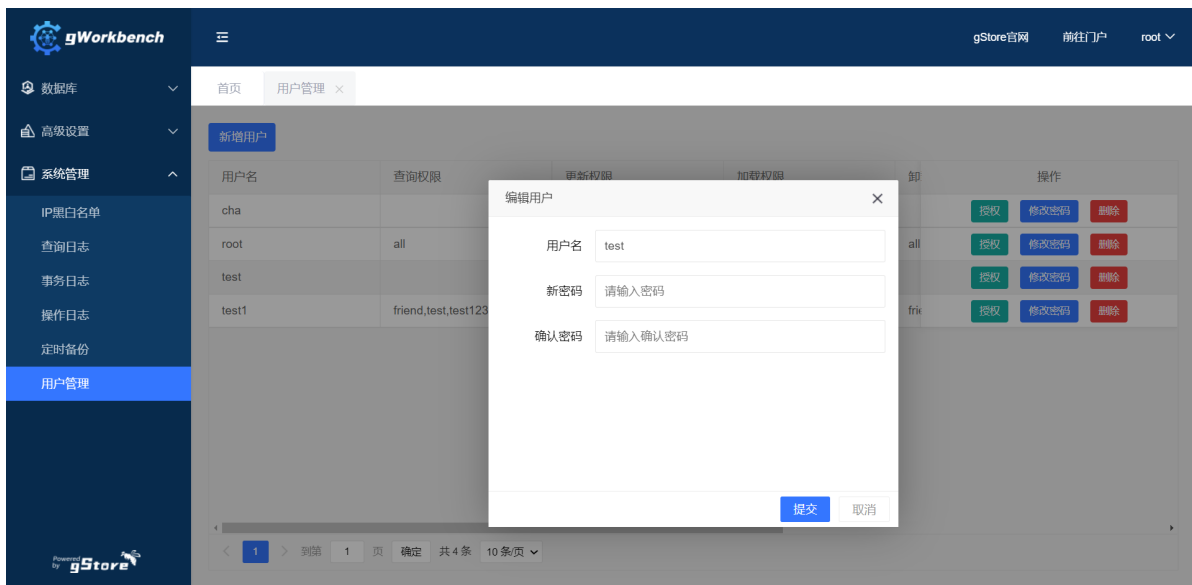 gWorkbench
gStore官网 前往门户 root
数据库
首页 用户管理
高级设置
新增用户
系统管理
用户名 查询权限 更新权限 加载权限 卸 操作
编辑用户
IP黑白名单
cha 授权 修改密码 删除
用户名 test
查询日志
root all all 授权 修改密码 删除
事务日志
test 授权 修改密码 删除
新密码 请输入密码
操作日志
test1 friend,test,test123 frie 授权 修改密码 删除
确认密码 请输入确认密码
定时备份
用户管理
提交 取消
1 到第 1 页 确定 共 4 条 10 条/页
Powered by gStore